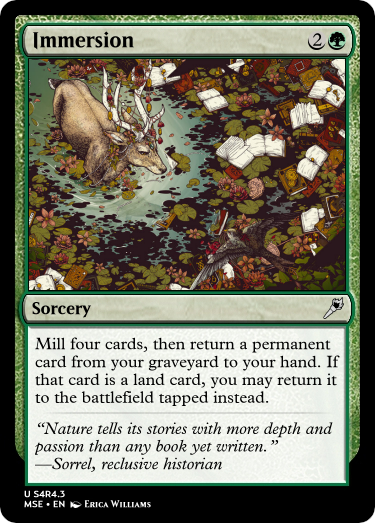 Immersion 2
Sorcery
Mill four cards, then return a permanent
card from your graveyard to your hand. If
that card is a land card, you may return it
to the battlefield tapped instead.
“Nature tells its stories with more depth and
passion than any book yet written.”
—Sorrel, reclusive historian
U S4R4.3
MSE • EN Erica Williams